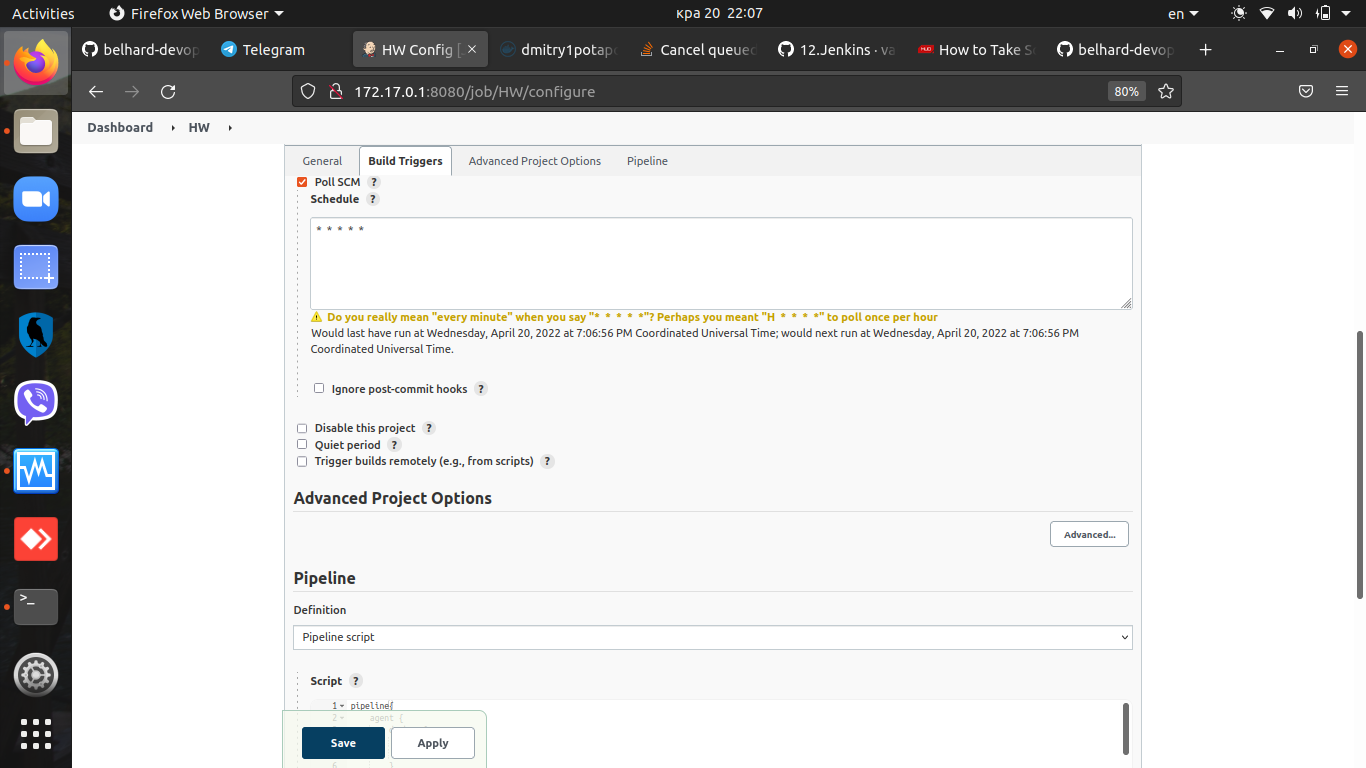 Activities
Firefox Web Browser
кра 20 22:07
en
belhard-devop
Telegram
HW Config [
dmitry1potap
Cancel queued
12.Jenkins · va
How to Take S
belhard-devop
172.17.0.1:8080/job/HW/configure
80%
Dashboard
HW
General
Build Triggers
Advanced Project Options
Pipeline
Poll SCM ?
Schedule ?
* * * * *
Do you really mean "every minute" when you say "* * * * *"? Perhaps you meant "H * * * *" to poll once per hour
Would last have run at Wednesday, April 20, 2022 at 7:06:56 PM Coordinated Universal Time; would next run at Wednesday, April 20, 2022 at 7:06:56 PM
Coordinated Universal Time.
Ignore post-commit hooks ?
Disable this project ?
Quiet period ?
Trigger builds remotely (e.g., from scripts) ?
Advanced Project Options
Advanced...
Pipeline
Definition
Pipeline script
Script ?
1 pipeline{
2 agent {
Save
Apply
6 }